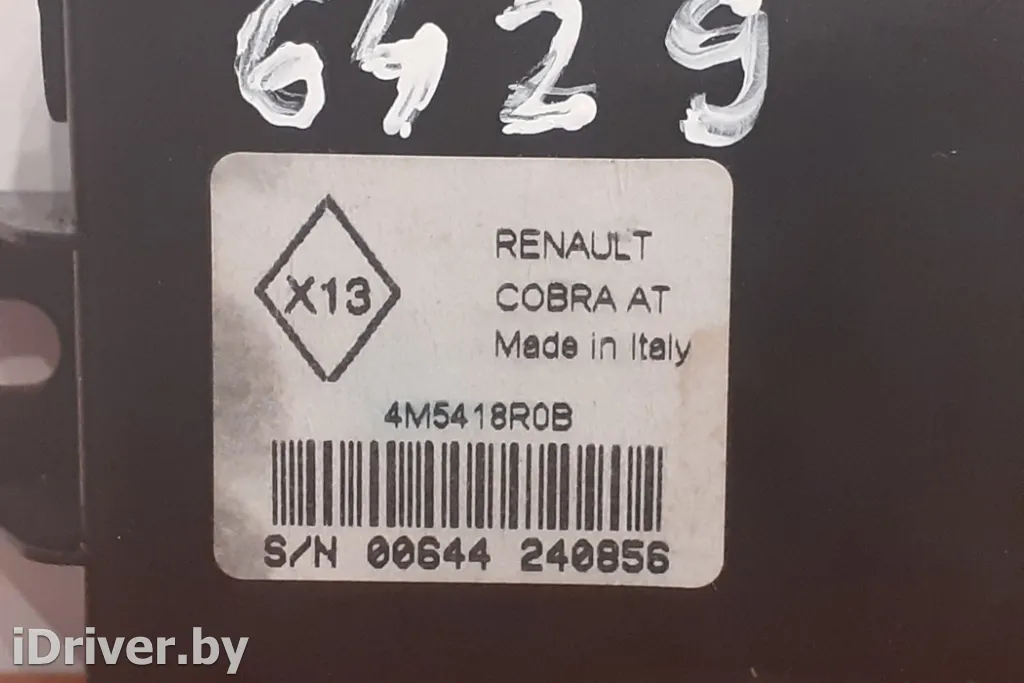 6429
X13
RENAULT
COBRA AT
Made in Italy
4M5418R0B
S/N 00644 240856
iDriver.by